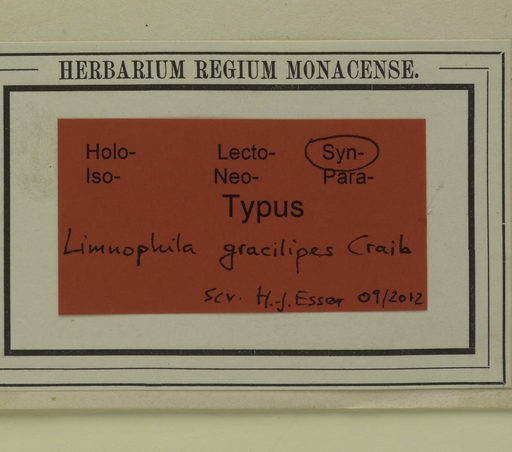 HERBARIUM REGIUM MONACENSE.
Holo- Lecto- Syn-
Iso- Neo- Para-
Typus
Limnophila gracilipes Craib
scr. H.-J. Esser 09/2012